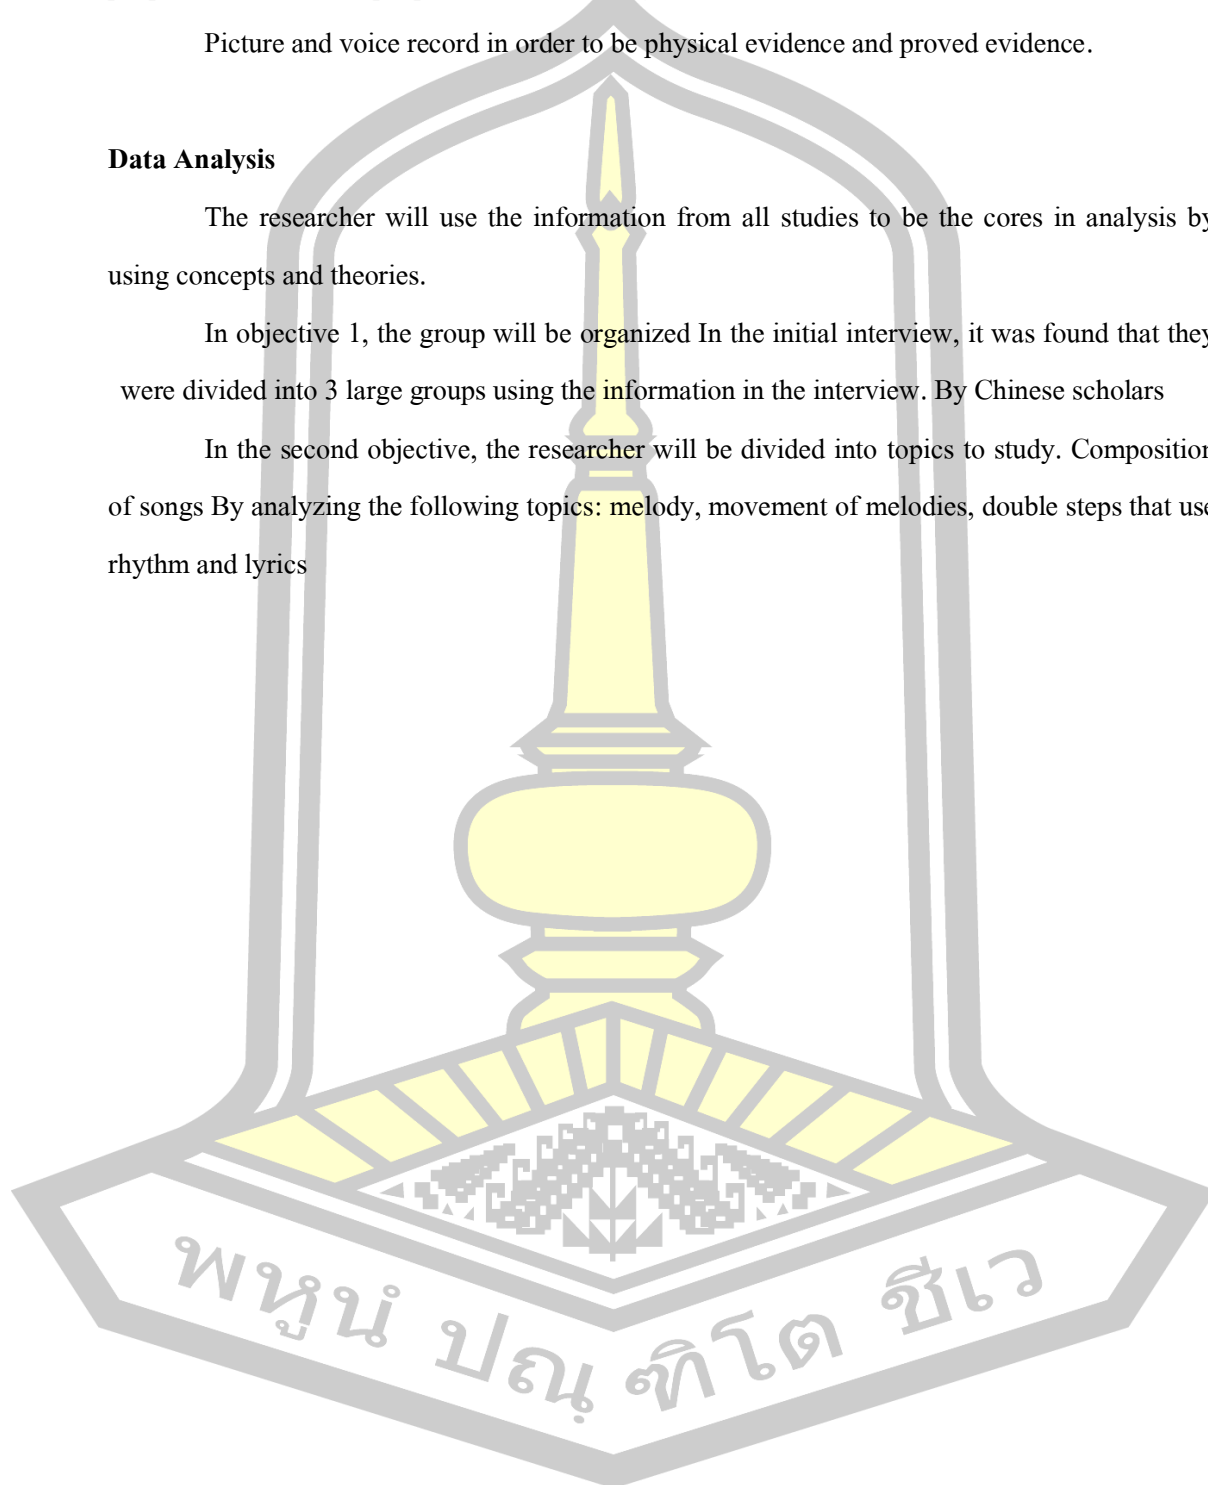 Picture and voice record in order to be physical evidence and proved evidence.
Data Analysis
The researcher will use the information from all studies to be the cores in analysis by
using concepts and theories.
In objective 1, the group will be organized In the initial interview, it was found that they
were divided into 3 large groups using the information in the interview. By Chinese scholars
In the second objective, the researcher will be divided into topics to study. Composition
of songs By analyzing the following topics: melody, movement of melodies, double steps that use
rhythm and lyrics
พหูนํ ปณฺ ฑิโต ชีเว